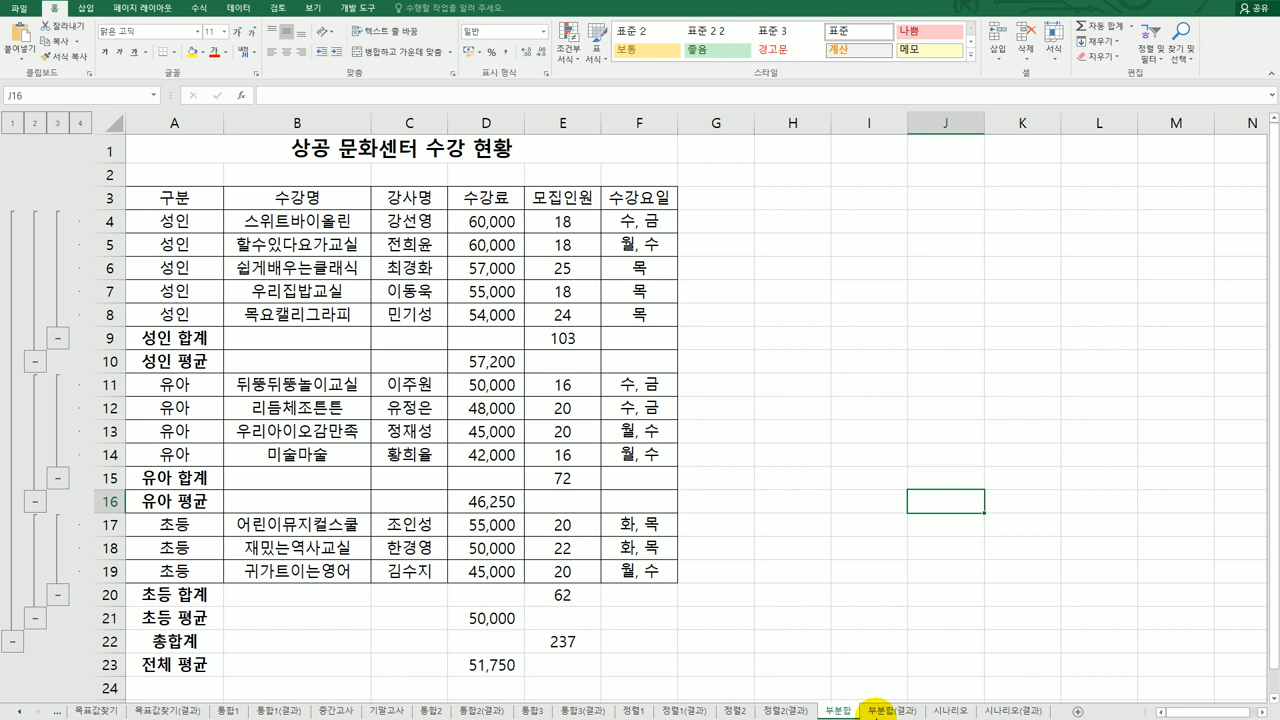 파일 홈 삽입 페이지 레이아웃 수식 데이터 검토 보기 개발 도구 수행할 작업을 알려 주세요. 공유
붙여넣기 잘라내기 복사 서식 복사 클립보드
맑은 고딕 11 가 가 가 가 가 가 글꼴
텍스트 줄 바꿈 병합하고 가운데 맞춤 맞춤
일반 % , 표시 형식
조건부 서식 표 서식
표준 2 표준 2 2 표준 3 표준 나쁨
보통 좋음 경고문 계산 메모
스타일
삽입 삭제 서식 셀
자동 합계 채우기 지우기 정렬 및 필터 찾기 및 선택 편집
J16 fx
1 2 3 4 A B C D E F G H I J K L M N
1 상공 문화센터 수강 현황
2
3 구분 수강명 강사명 수강료 모집인원 수강요일
4 성인 스위트바이올린 강선영 60,000 18 수, 금
5 성인 할수있다요가교실 전희윤 60,000 18 월, 수
6 성인 쉽게배우는클래식 최경화 57,000 25 목
7 성인 우리집밥교실 이동욱 55,000 18 목
8 성인 목요캘리그라피 민기성 54,000 24 목
9 성인 합계 103
10 성인 평균 57,200
11 유아 뒤뚱뒤뚱놀이교실 이주원 50,000 16 수, 금
12 유아 리듬체조튼튼 유정은 48,000 20 수, 금
13 유아 우리아이오감만족 정재성 45,000 20 월, 수
14 유아 미술마술 황희율 42,000 16 월, 수
15 유아 합계 72
16 유아 평균 46,250
17 초등 어린이뮤지컬스쿨 조인성 55,000 20 화, 목
18 초등 재밌는역사교실 한경영 50,000 22 화, 목
19 초등 귀가트이는영어 김수지 45,000 20 월, 수
20 초등 합계 62
21 초등 평균 50,000
22 총합계 237
23 전체 평균 51,750
24
... 목표값찾기 목표값찾기(결과) 통합1 통합1(결과) 중간고사 기말고사 통합2 통합2(결과) 통합3 통합3(결과) 정렬1 정렬1(결과) 정렬2 정렬2(결과) 부분합 부분합(결과) 시나리오 시나리오(결과)